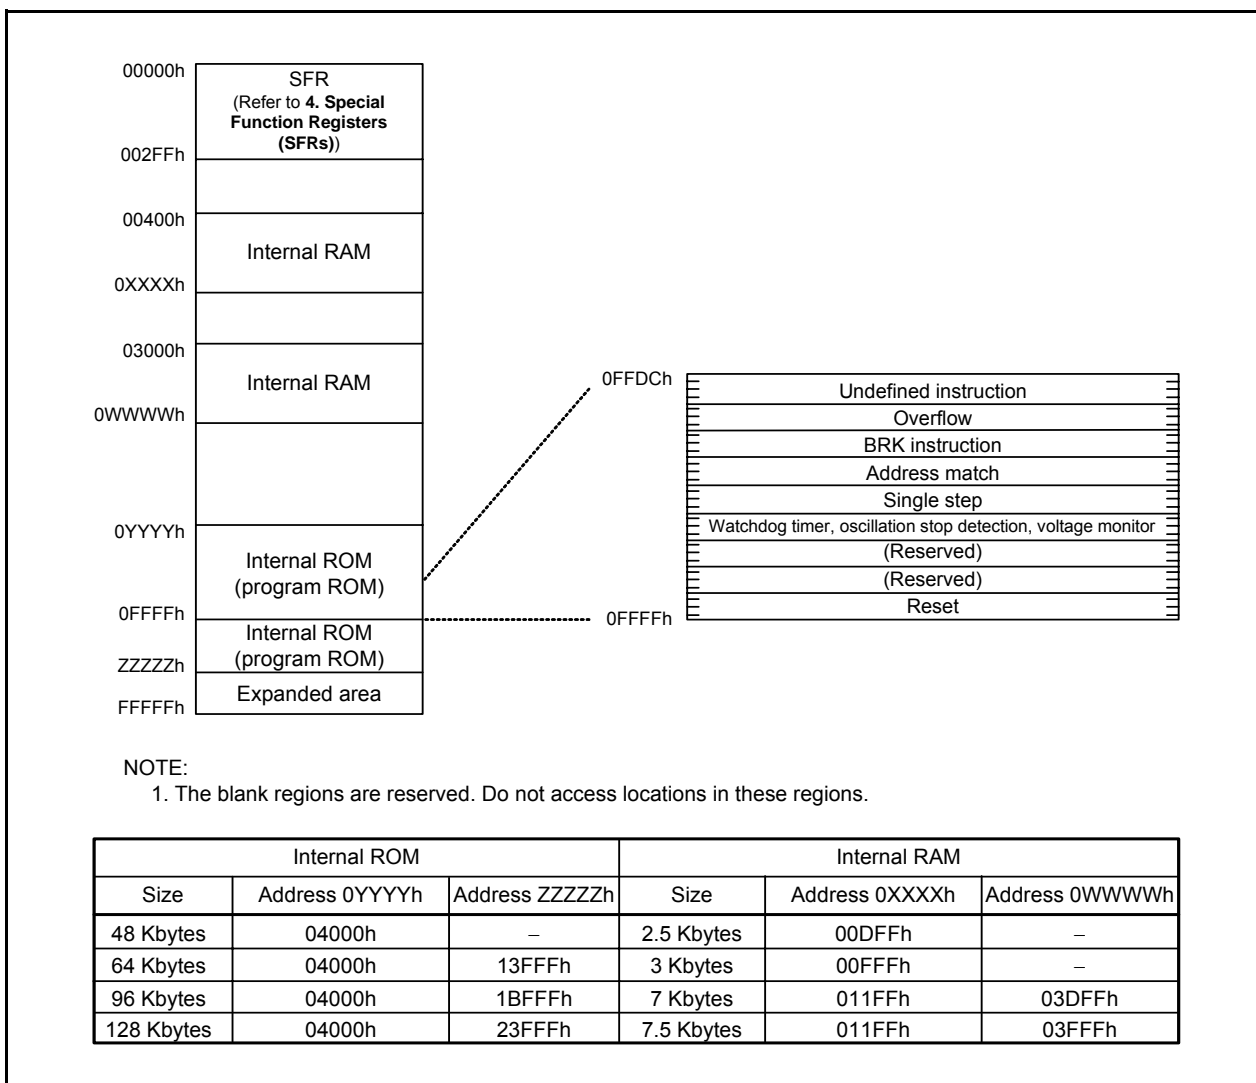 00000h
SFR
(Refer to 4. Special
Function Registers
(SFRs))
002FFh
00400h
Internal RAM
0XXXXh
03000h
Internal RAM
0WWWWh
0YYYYh
Internal ROM
(program ROM)
0FFFFh
Internal ROM
(program ROM)
ZZZZZh
Expanded area
FFFFFh
0FFDCh
Undefined instruction
Overflow
BRK instruction
Address match
Single step
Watchdog timer, oscillation stop detection, voltage monitor
(Reserved)
(Reserved)
Reset
0FFFFh
NOTE:
1. The blank regions are reserved. Do not access locations in these regions.
Internal ROM Internal RAM
Size Address 0YYYYh Address ZZZZZh Size Address 0XXXXh Address 0WWWWh
48 Kbytes 04000h – 2.5 Kbytes 00DFFh –
64 Kbytes 04000h 13FFFh 3 Kbytes 00FFFh –
96 Kbytes 04000h 1BFFFh 7 Kbytes 011FFh 03DFFh
128 Kbytes 04000h 23FFFh 7.5 Kbytes 011FFh 03FFFh